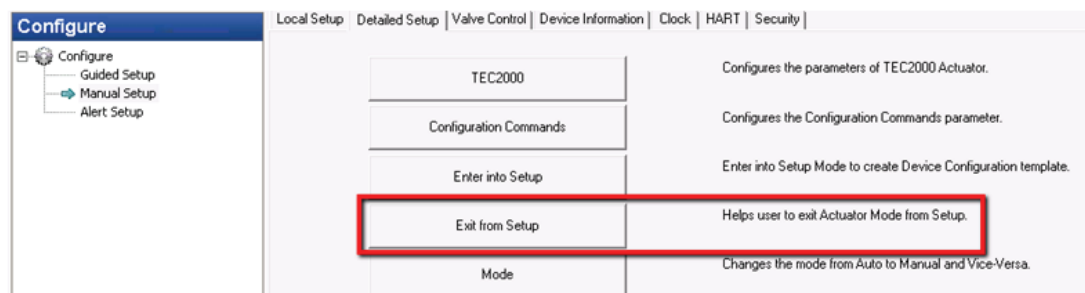 Configure
Local Setup Detailed Setup Valve Control Device Information Clock HART Security
Configure
Guided Setup
Manual Setup
Alert Setup
TEC2000 Configures the parameters of TEC2000 Actuator.
Configuration Commands Configures the Configuration Commands parameter.
Enter into Setup Enter into Setup Mode to create Device Configuration template.
Exit from Setup Helps user to exit Actuator Mode from Setup.
Mode Changes the mode from Auto to Manual and Vice-Versa.